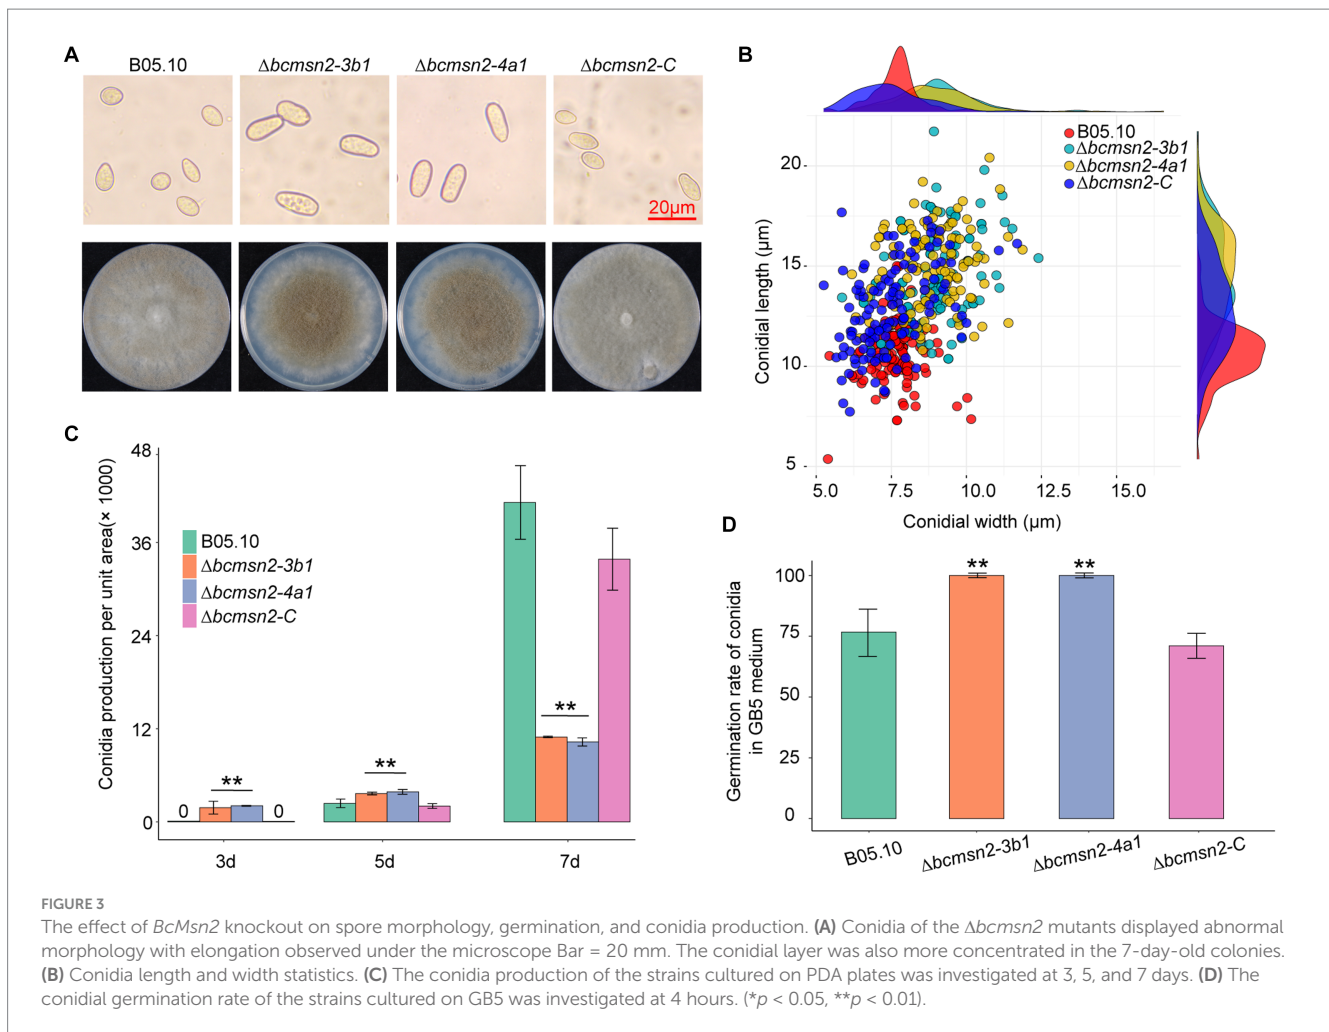 A
B05.10
Δbcmsn2-3b1
Δbcmsn2-4a1
Δbcmsn2-C
20μm
B
B05.10
Δbcmsn2-3b1
Δbcmsn2-4a1
Δbcmsn2-C
Conidial length (μm)
20
15
10
5
5.0 7.5 10.0 12.5 15.0
Conidial width (μm)
C
Conidia production per unit area(× 1000)
48
36
24
12
0
B05.10
Δbcmsn2-3b1
Δbcmsn2-4a1
Δbcmsn2-C
0 ** 0
**
**
3d 5d 7d
D
Germination rate of conidia
in GB5 medium
100
75
50
25
0
** **
B05.10 Δbcmsn2-3b1 Δbcmsn2-4a1 Δbcmsn2-C
FIGURE 3
The effect of BcMsn2 knockout on spore morphology, germination, and conidia production. (A) Conidia of the Δbcmsn2 mutants displayed abnormal
morphology with elongation observed under the microscope Bar = 20 mm. The conidial layer was also more concentrated in the 7-day-old colonies.
(B) Conidia length and width statistics. (C) The conidia production of the strains cultured on PDA plates was investigated at 3, 5, and 7 days. (D) The
conidial germination rate of the strains cultured on GB5 was investigated at 4 hours. (*p < 0.05, **p < 0.01).